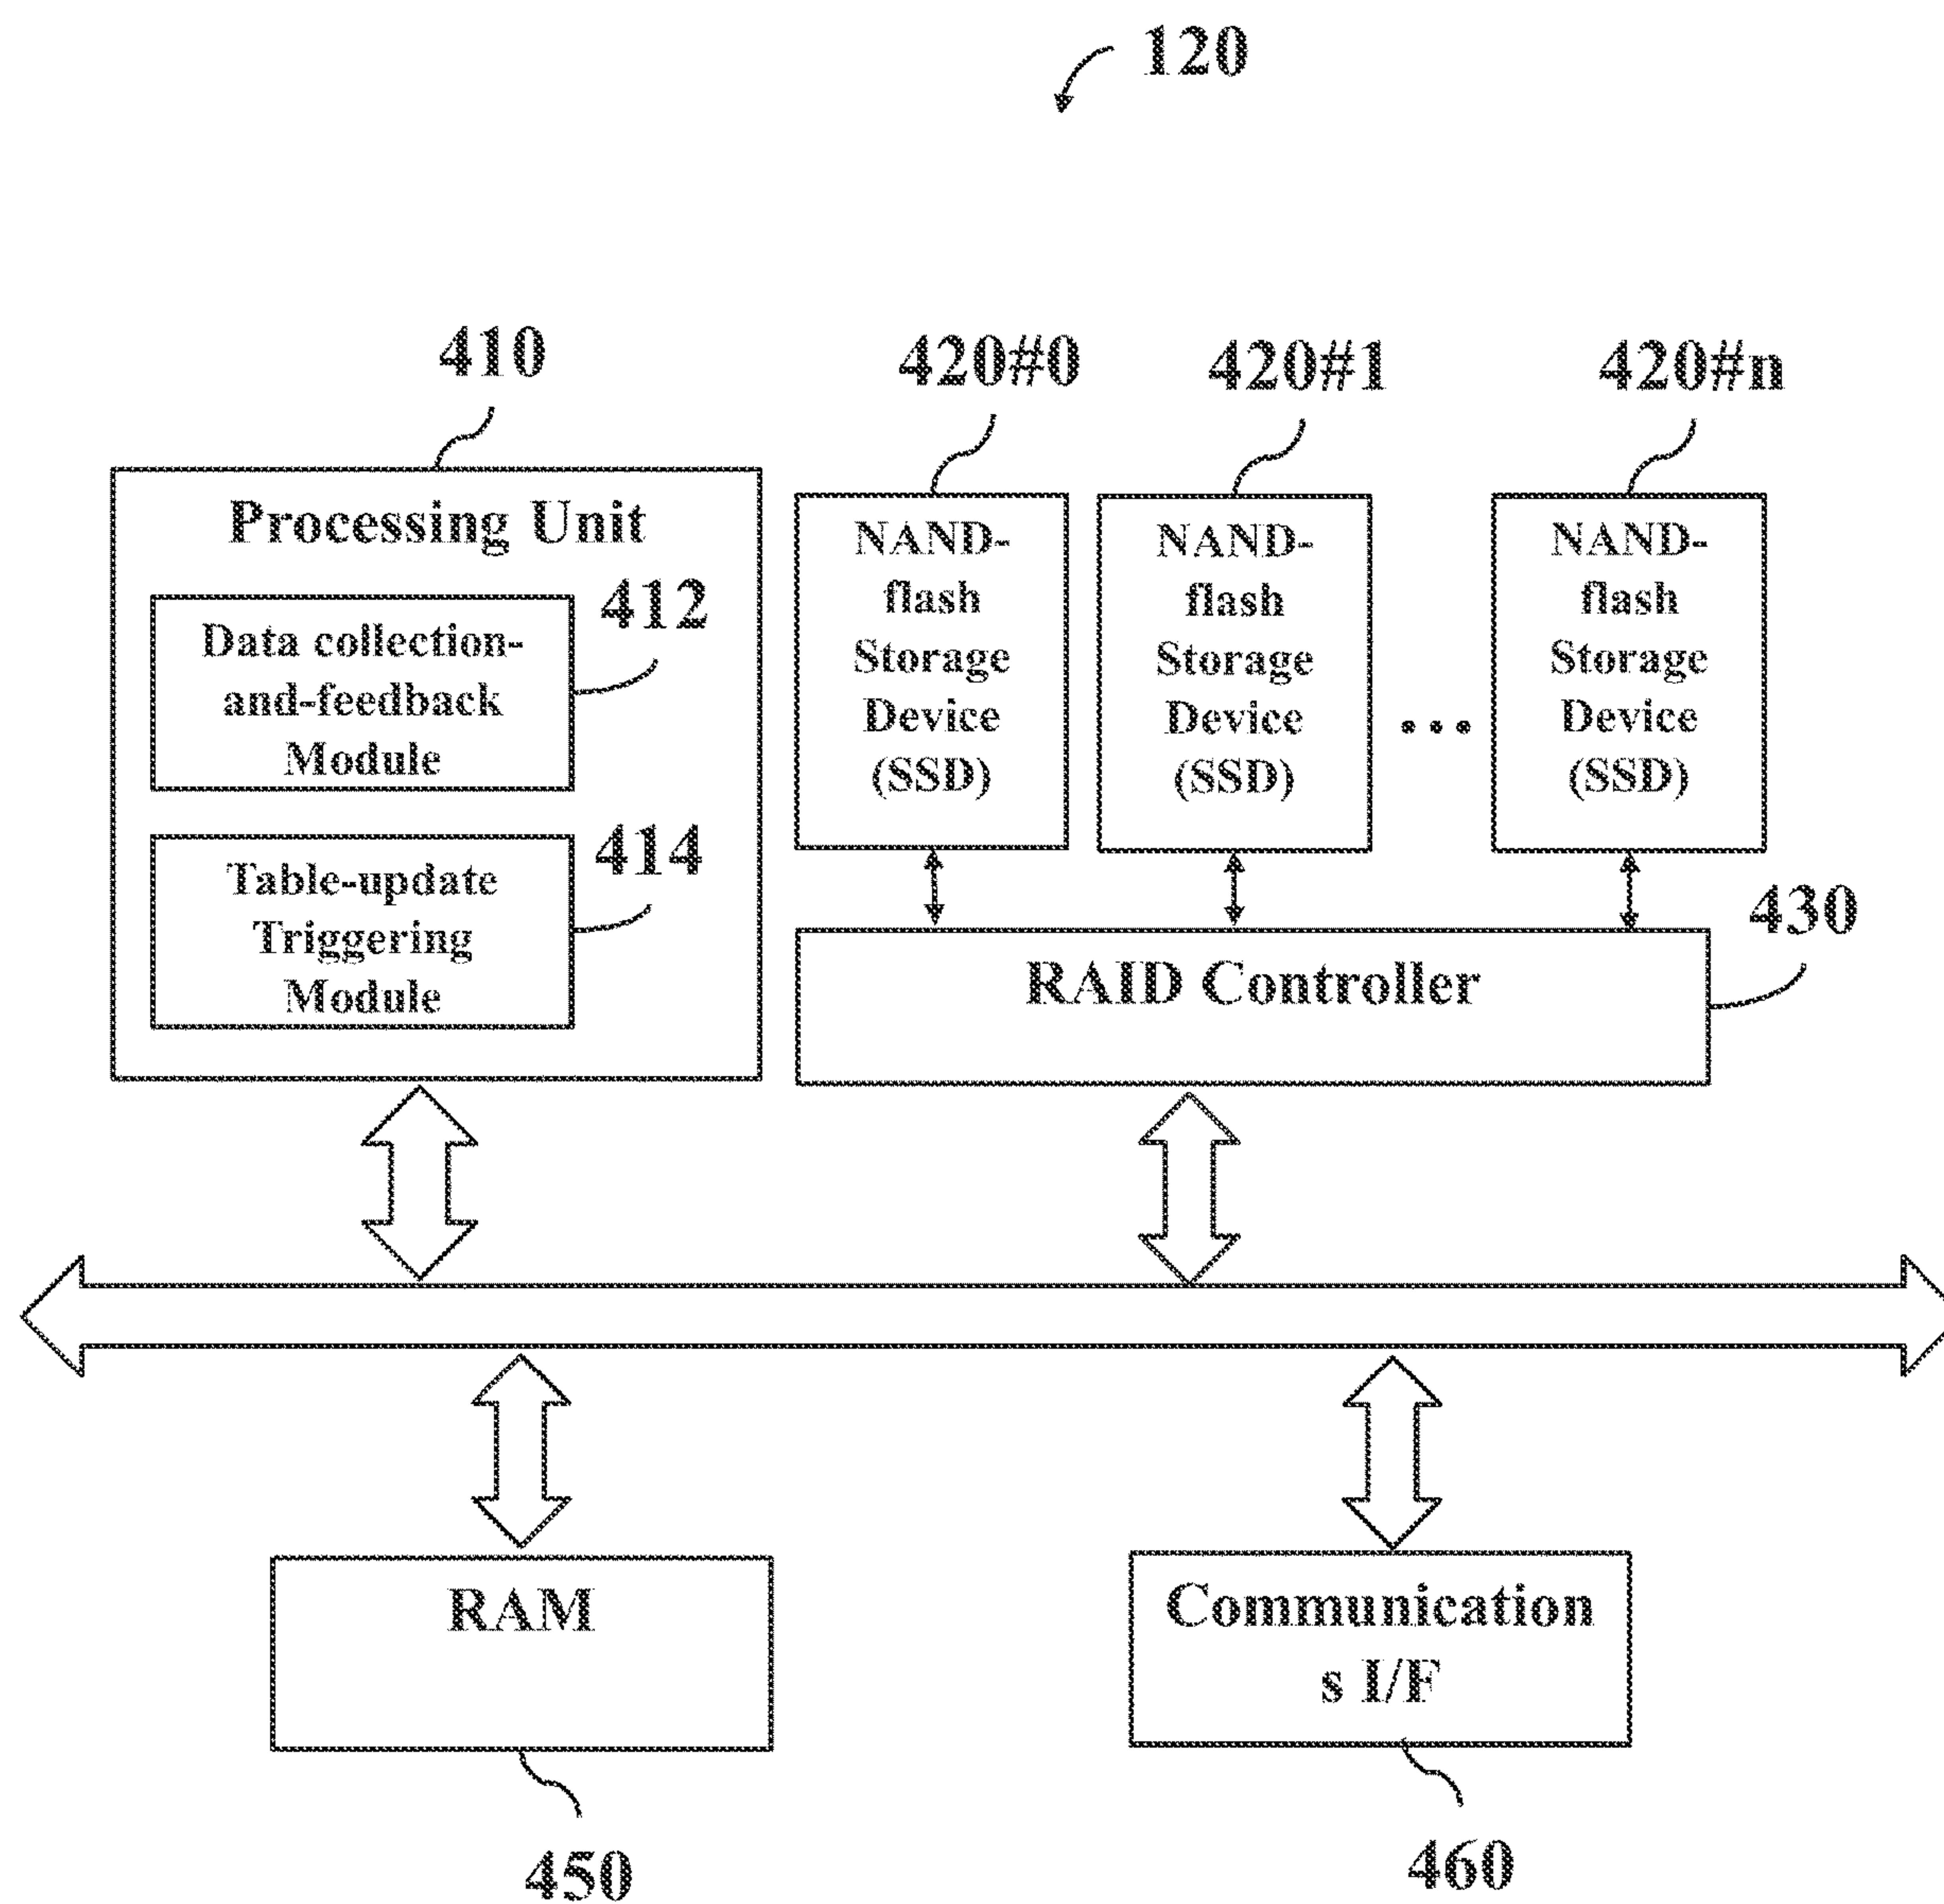 120
410
420#0
420#1
420#n
Processing Unit
412
Data collection-
and-feedback
Module
414
Table-update
Triggering
Module
NAND-
flash
Storage
Device
(SSD)
NAND-
flash
Storage
Device
(SSD)
...
NAND-
flash
Storage
Device
(SSD)
430
RAID Controller
RAM
Communication
s I/F
450
460